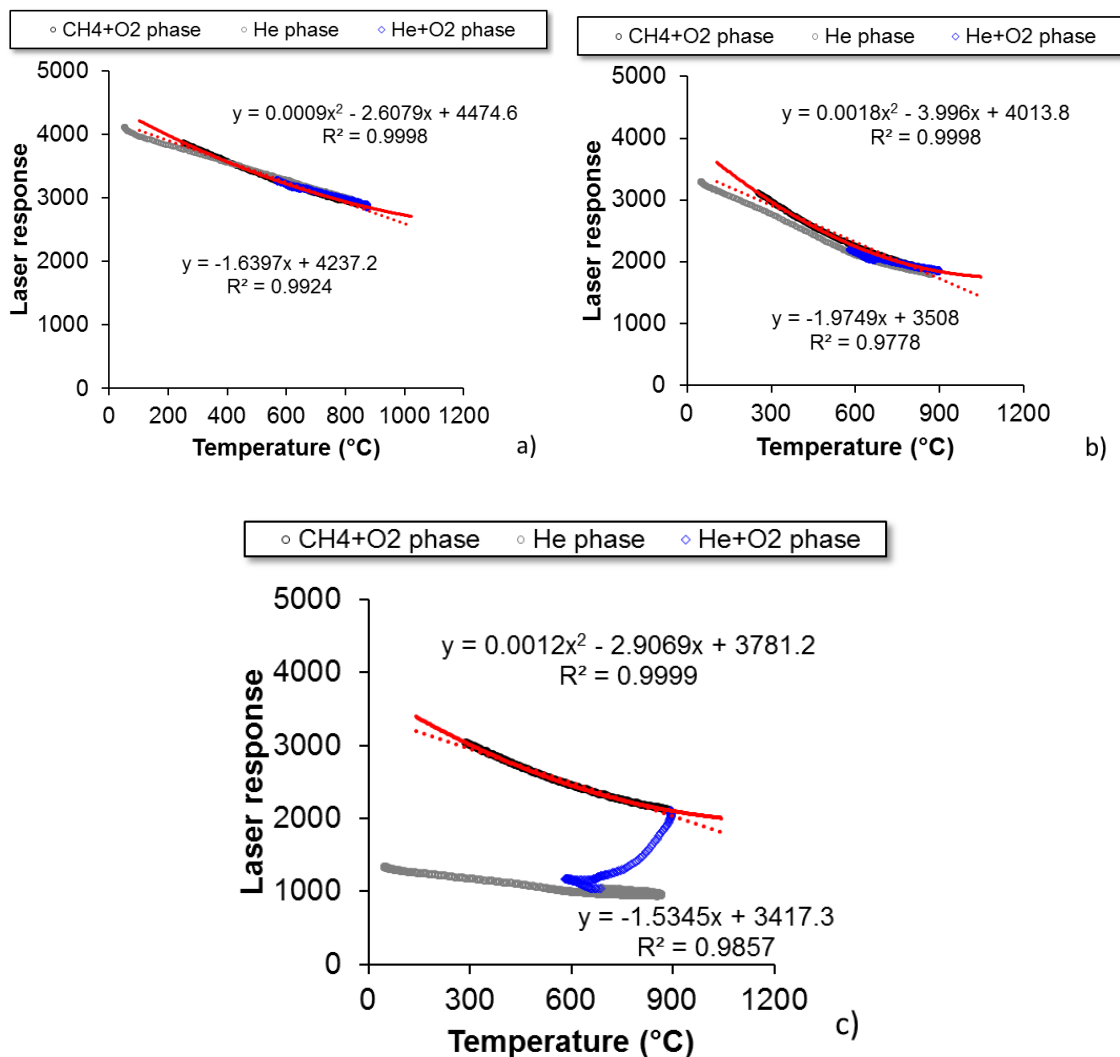 CH4+O2 phase He phase He+O2 phase
5000
4000
3000
2000
1000
0
Laser response
y = 0.0009x² - 2.6079x + 4474.6
R² = 0.9998
y = -1.6397x + 4237.2
R² = 0.9924
0 200 400 600 800 1000 1200
Temperature (°C)
a)
CH4+O2 phase He phase He+O2 phase
5000
4000
3000
2000
1000
0
Laser response
y = 0.0018x² - 3.996x + 4013.8
R² = 0.9998
y = -1.9749x + 3508
R² = 0.9778
0 300 600 900 1200
Temperature (°C)
b)
CH4+O2 phase He phase He+O2 phase
5000
4000
3000
2000
1000
0
Laser response
y = 0.0012x² - 2.9069x + 3781.2
R² = 0.9999
y = -1.5345x + 3417.3
R² = 0.9857
0 300 600 900 1200
Temperature (°C)
c)